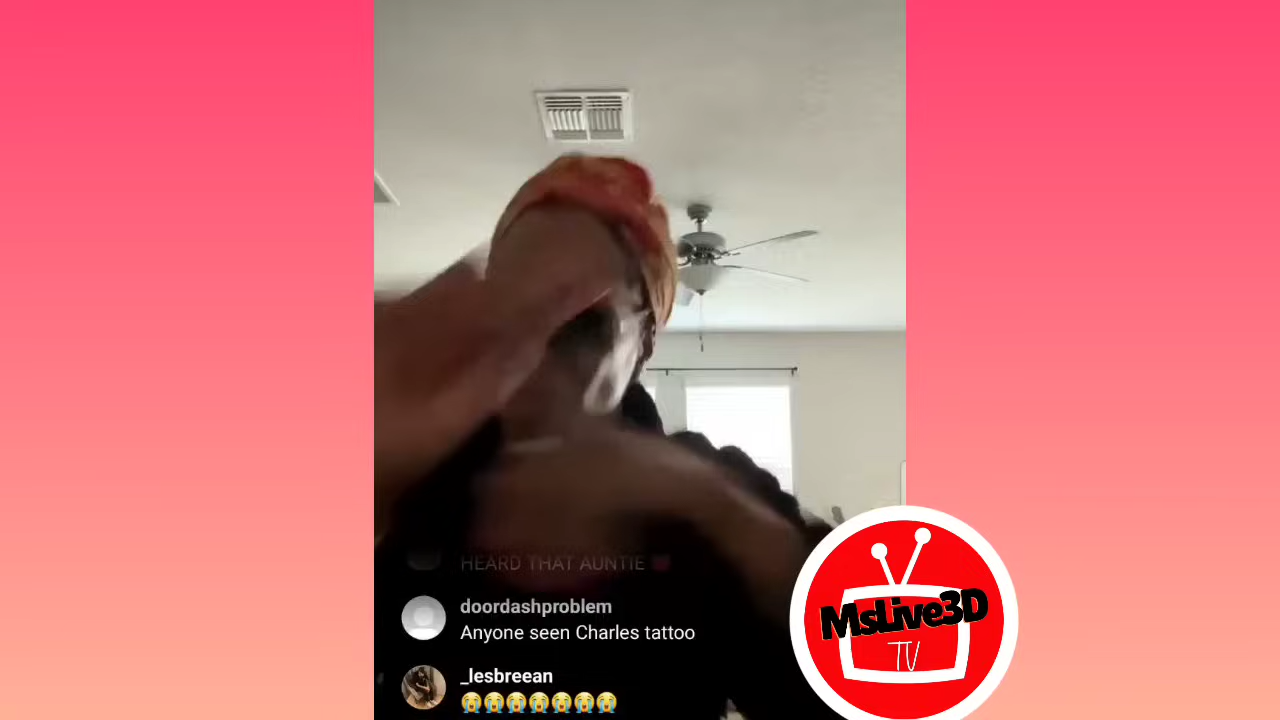 HEARD THAT AUNTIE
doordashproblem
Anyone seen Charles tattoo
_lesbreean
😭😭😭😭😭😭😭
MsLive3D
TV